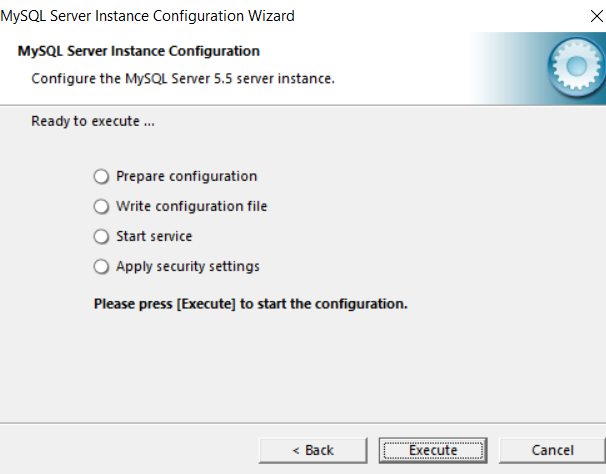 MySQL Server Instance Configuration Wizard
MySQL Server Instance Configuration
Configure the MySQL Server 5.5 server instance.
Ready to execute ...
Prepare configuration
Write configuration file
Start service
Apply security settings
Please press [Execute] to start the configuration.
< Back
Execute
Cancel